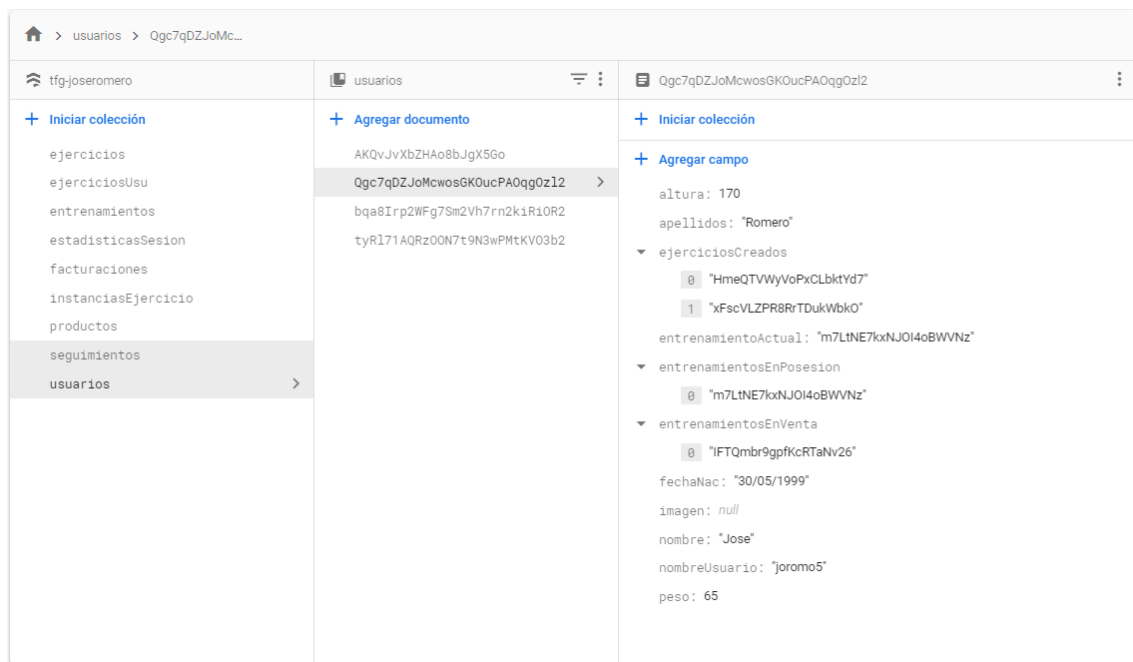 usuarios > Qgc7qDZJoMc...
tfg-joseromero
Iniciar colección
ejercicios
ejerciciosUsu
entrenamientos
estadisticasSesion
facturaciones
instanciasEjercicio
productos
seguimientos
usuarios
usuarios
Agregar documento
AKQvJvXbZHAo8bJgX5Go
Qgc7qDZJoMcwosGKOucPAOqgOzl2
bqa8Irp2WFg7Sm2Vh7rn2kiRiOR2
tyRl71AQRzOON7t9N3wPMtKVO3b2
Qgc7qDZJoMcwosGKOucPAOqgOzl2
Iniciar colección
Agregar campo
altura: 170
apellidos: "Romero"
ejerciciosCreados
0 "HmeQTVWyVoPxCLbktYd7"
1 "xFscVLZPR8RrTDukWbkO"
entrenamientoActual: "m7LtNE7kxNJOI4oBWVNz"
entrenamientosEnPosesion
0 "m7LtNE7kxNJOI4oBWVNz"
entrenamientosEnVenta
0 "IFTQmbr9gpfKcRTaNv26"
fechaNac: "30/05/1999"
imagen: null
nombre: "Jose"
nombreUsuario: "joromo5"
peso: 65